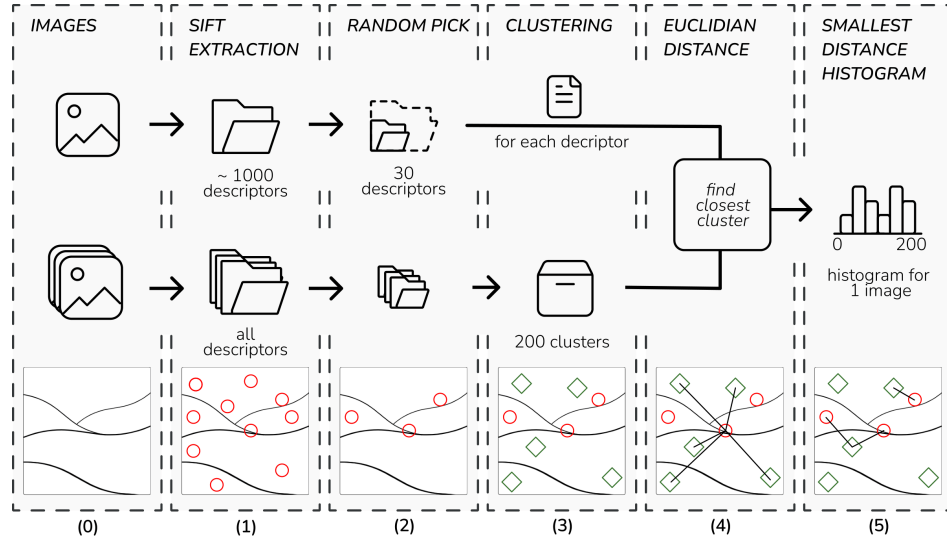 IMAGES
SIFT
EXTRACTION
RANDOM PICK
CLUSTERING
EUCLIDIAN
DISTANCE
SMALLEST
DISTANCE
HISTOGRAM
~ 1000
descriptors
30
descriptors
for each decriptor
find
closest
cluster
0 200
histogram for
1 image
all
descriptors
200 clusters
(0)
(1)
(2)
(3)
(4)
(5)